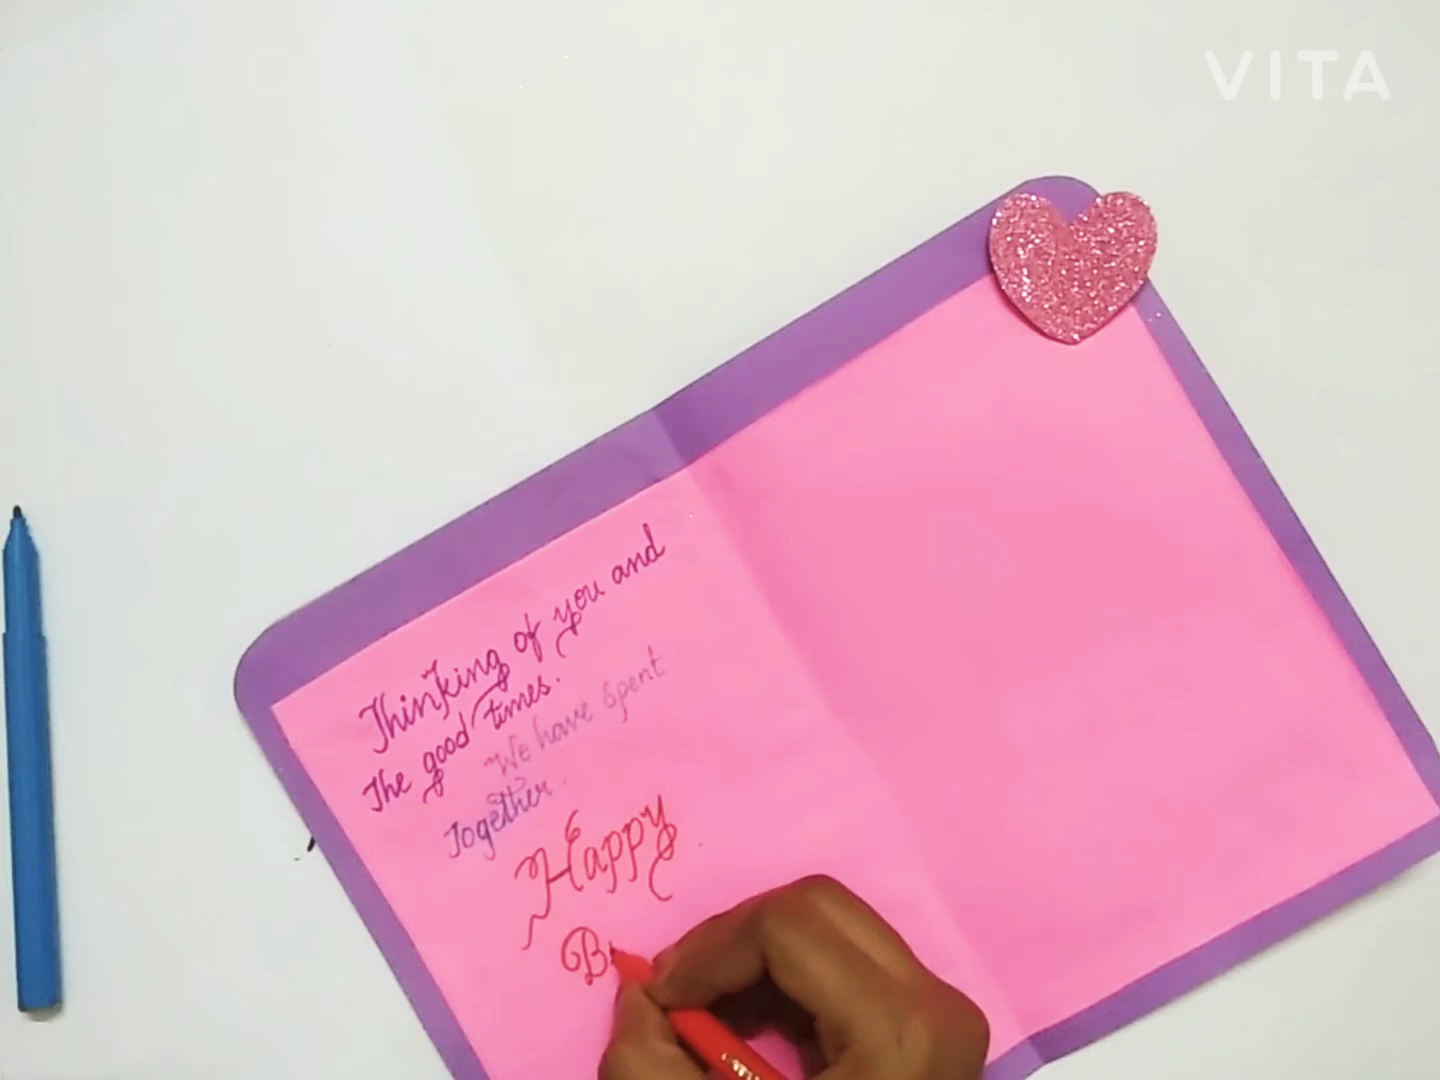 VITA
Thinking of you and
The good times.
We have spent
Together.
Happy
B